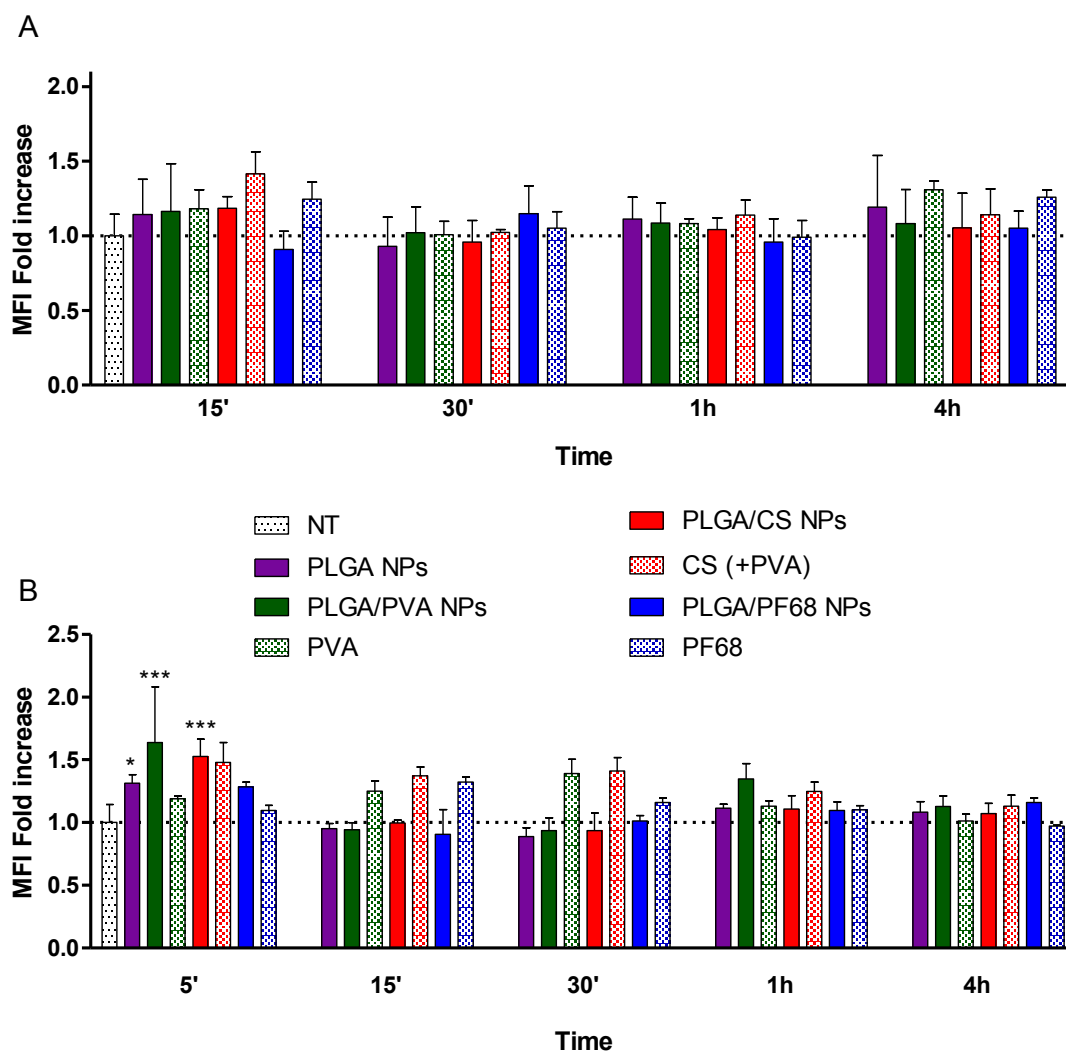 A
MFI Fold increase
2.0
1.5
1.0
0.5
0.0
15' 30' 1h 4h
Time
NT
PLGA NPs
PLGA/PVA NPs
PVA
PLGA/CS NPs
CS (+PVA)
PLGA/PF68 NPs
PF68
B
MFI Fold increase
2.5
2.0
1.5
1.0
0.5
0.0
*
***
***
5' 15' 30' 1h 4h
Time